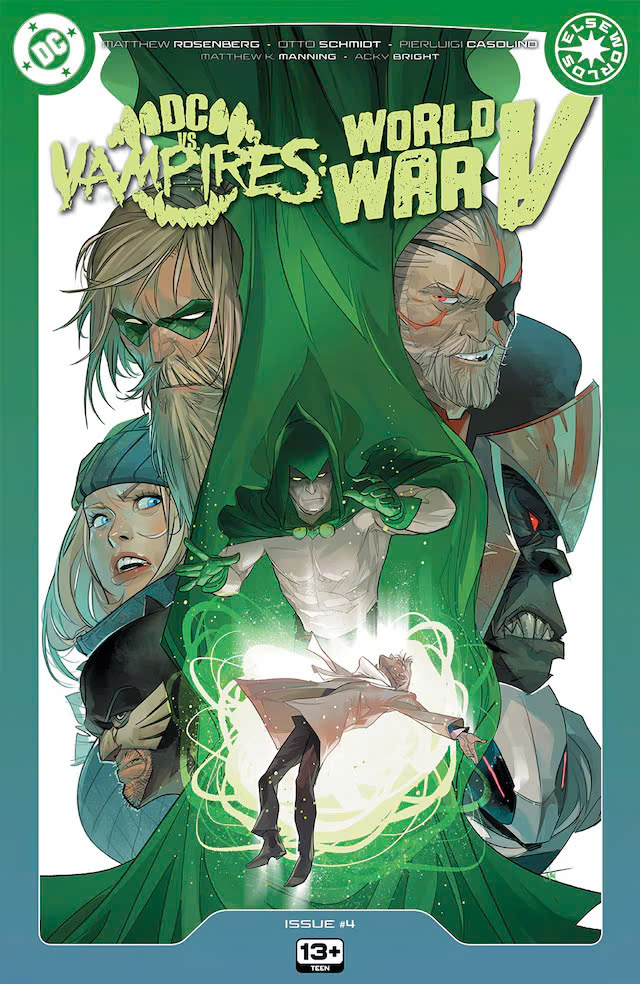 DC
MATTHEW ROSENBERG - OTTO SCHMIDT - PIERLUIGI CASOLINO
MATTHEW K. MANNING - ACKY BRIGHT
ELSEWORLDS
DC
VS.
VAMPIRES:
WORLD
WAR V
ISSUE #4
13+
TEEN